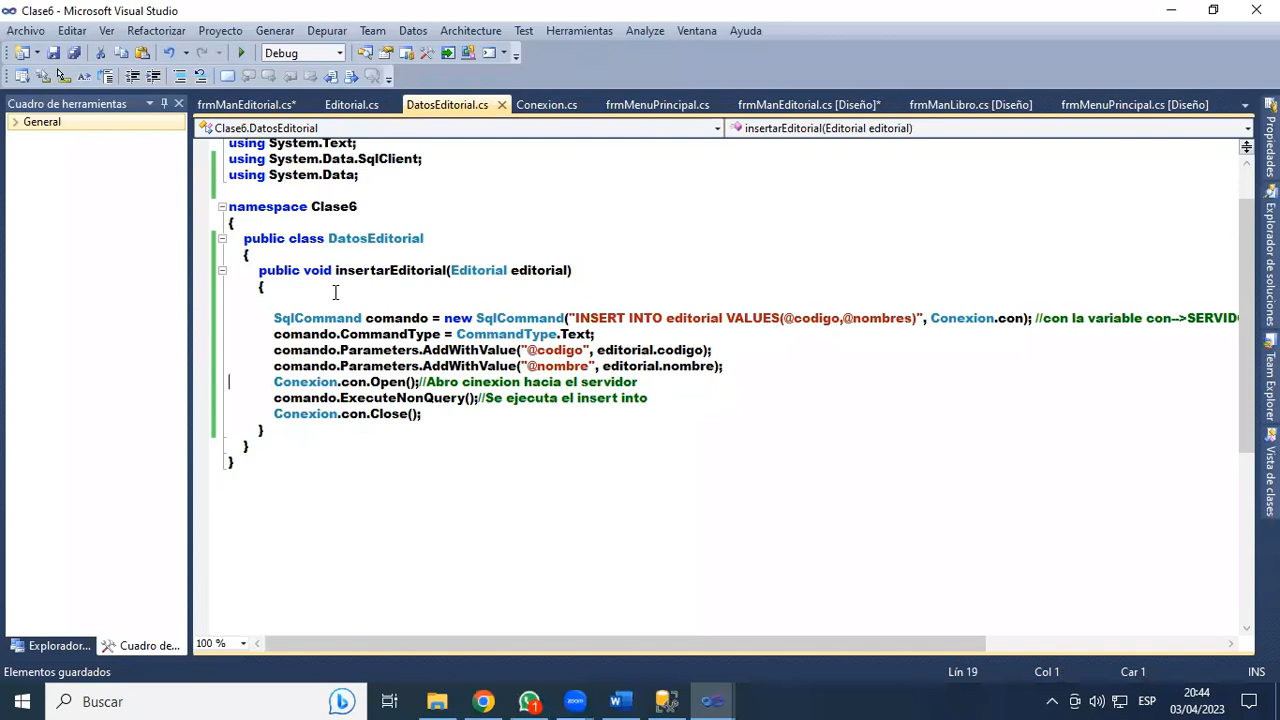 Clase6 - Microsoft Visual Studio
Archivo Editar Ver Refactorizar Proyecto Generar Depurar Team Datos Architecture Test Herramientas Analyze Ventana Ayuda
Debug
Cuadro de herramientas
General
frmManEditorial.cs* Editorial.cs DatosEditorial.cs Conexion.cs frmMenuPrincipal.cs frmManEditorial.cs [Diseño]* frmManLibro.cs [Diseño] frmMenuPrincipal.cs [Diseño]
Clase6.DatosEditorial insertarEditorial(Editorial editorial)
using System.Text;
using System.Data.SqlClient;
using System.Data;
namespace Clase6
{
public class DatosEditorial
{
public void insertarEditorial(Editorial editorial)
{
SqlCommand comando = new SqlCommand("INSERT INTO editorial VALUES(@codigo,@nombres)", Conexion.con); //con la variable con-->SERVID
comando.CommandType = CommandType.Text;
comando.Parameters.AddWithValue("@codigo", editorial.codigo);
comando.Parameters.AddWithValue("@nombre", editorial.nombre);
Conexion.con.Open();//Abro cinexion hacia el servidor
comando.ExecuteNonQuery();//Se ejecuta el insert into
Conexion.con.Close();
}
}
}
Propiedades
Explorador de soluciones
Team Explorer
Vista de clases
100 %
Explorador... Cuadro de...
Elementos guardados Lín 19 Col 1 Car 1 INS
Buscar
1
ESP
20:44
03/04/2023